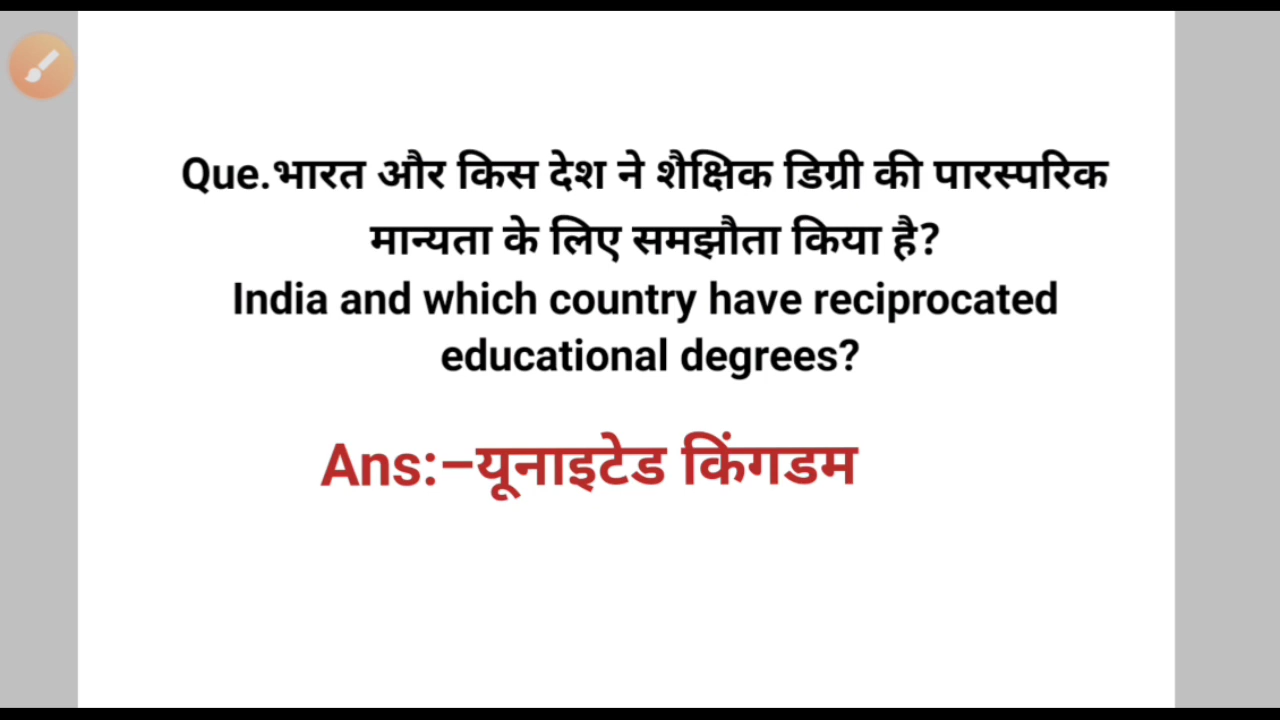 Que.भारत और किस देश ने शैक्षिक डिग्री की पारस्परिक
मान्यता के लिए समझौता किया है?
India and which country have reciprocated
educational degrees?
Ans:–यूनाइटेड किंगडम